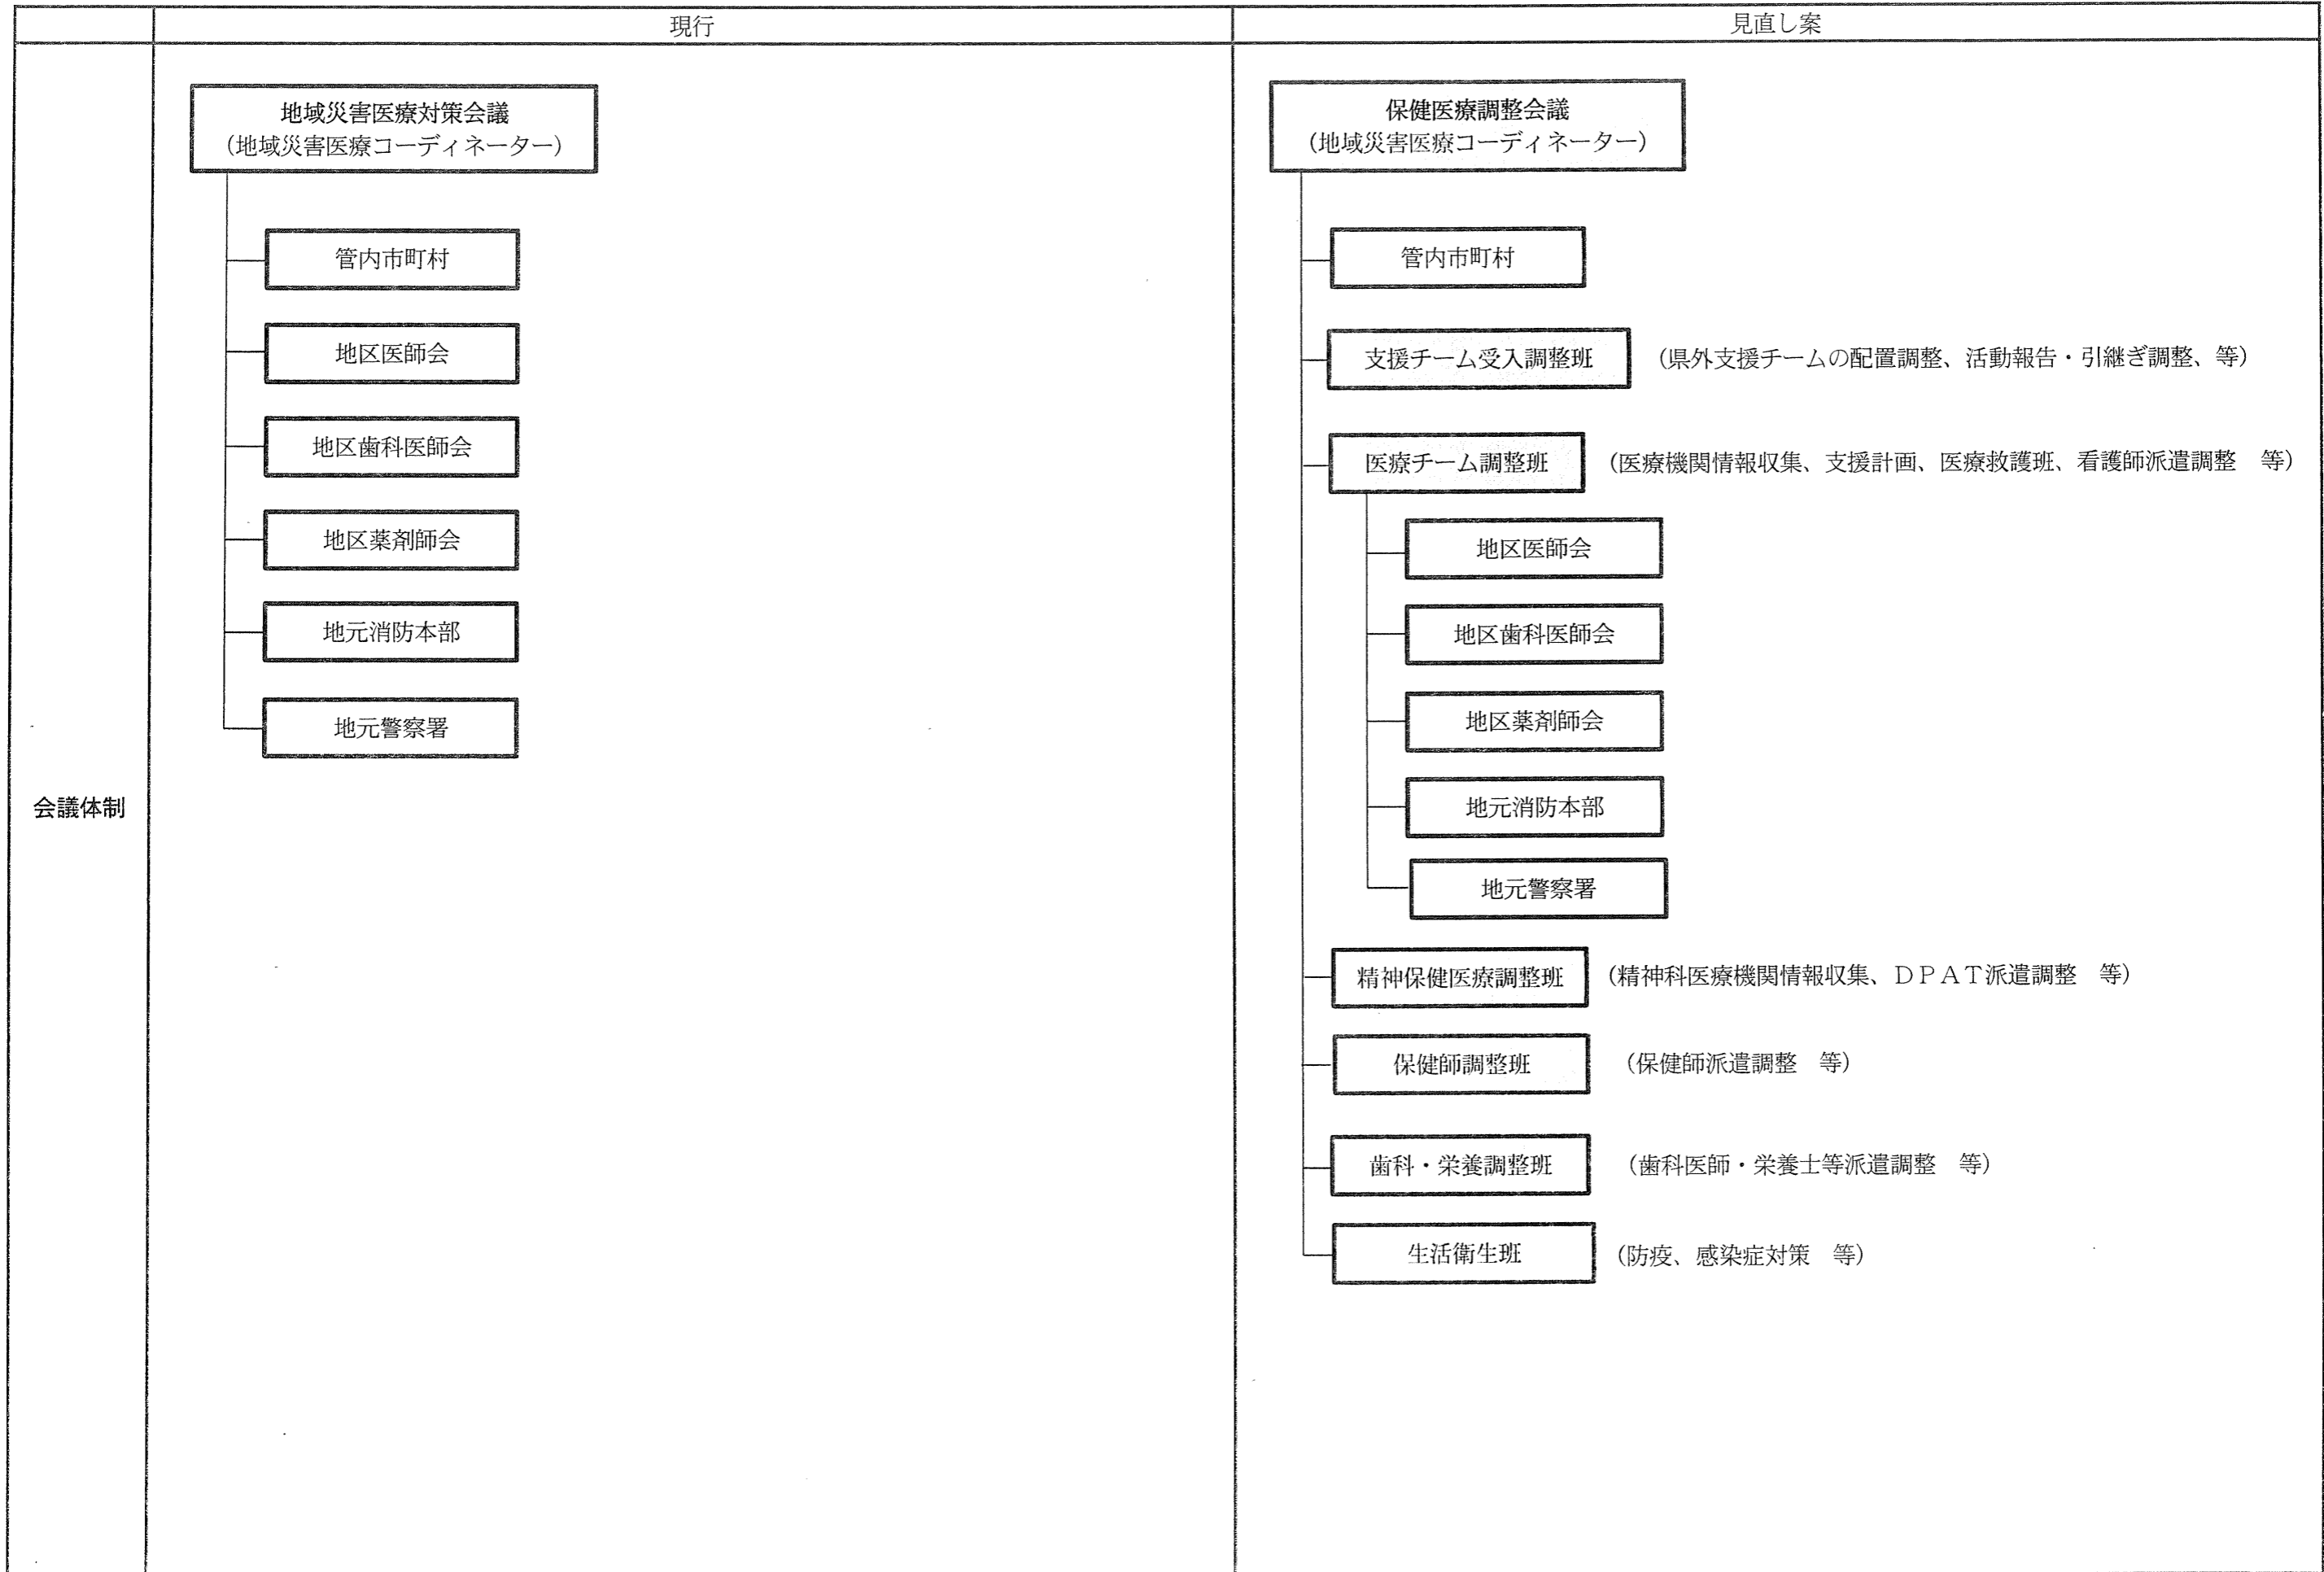 現行
見直し案
会議体制
地域災害医療対策会議
（地域災害医療コーディネーター）
管内市町村
地区医師会
地区歯科医師会
地区薬剤師会
地元消防本部
地元警察署
保健医療調整会議
（地域災害医療コーディネーター）
管内市町村
支援チーム受入調整班 （県外支援チームの配置調整、活動報告・引継ぎ調整、等）
医療チーム調整班 （医療機関情報収集、支援計画、医療救護班、看護師派遣調整　等）
地区医師会
地区歯科医師会
地区薬剤師会
地元消防本部
地元警察署
精神保健医療調整班 （精神科医療機関情報収集、ＤＰＡＴ派遣調整　等）
保健師調整班 （保健師派遣調整　等）
歯科・栄養調整班 （歯科医師・栄養士等派遣調整　等）
生活衛生班 （防疫、感染症対策　等）